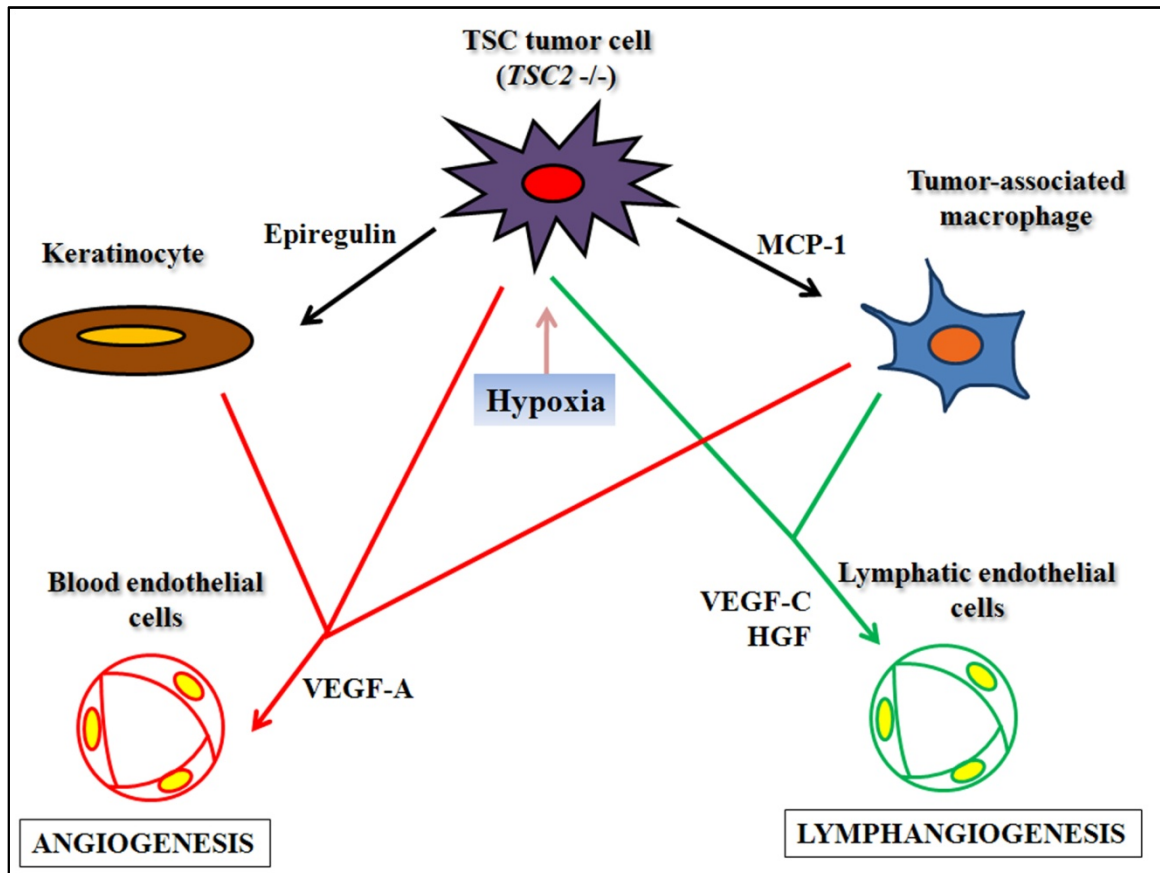 TSC tumor cell
(TSC2 -/-)
Tumor-associated
macrophage
Epiregulin
MCP-1
Keratinocyte
Hypoxia
Blood endothelial
cells
Lymphatic endothelial
cells
VEGF-C
HGF
VEGF-A
ANGIOGENESIS
LYMPHANGIOGENESIS